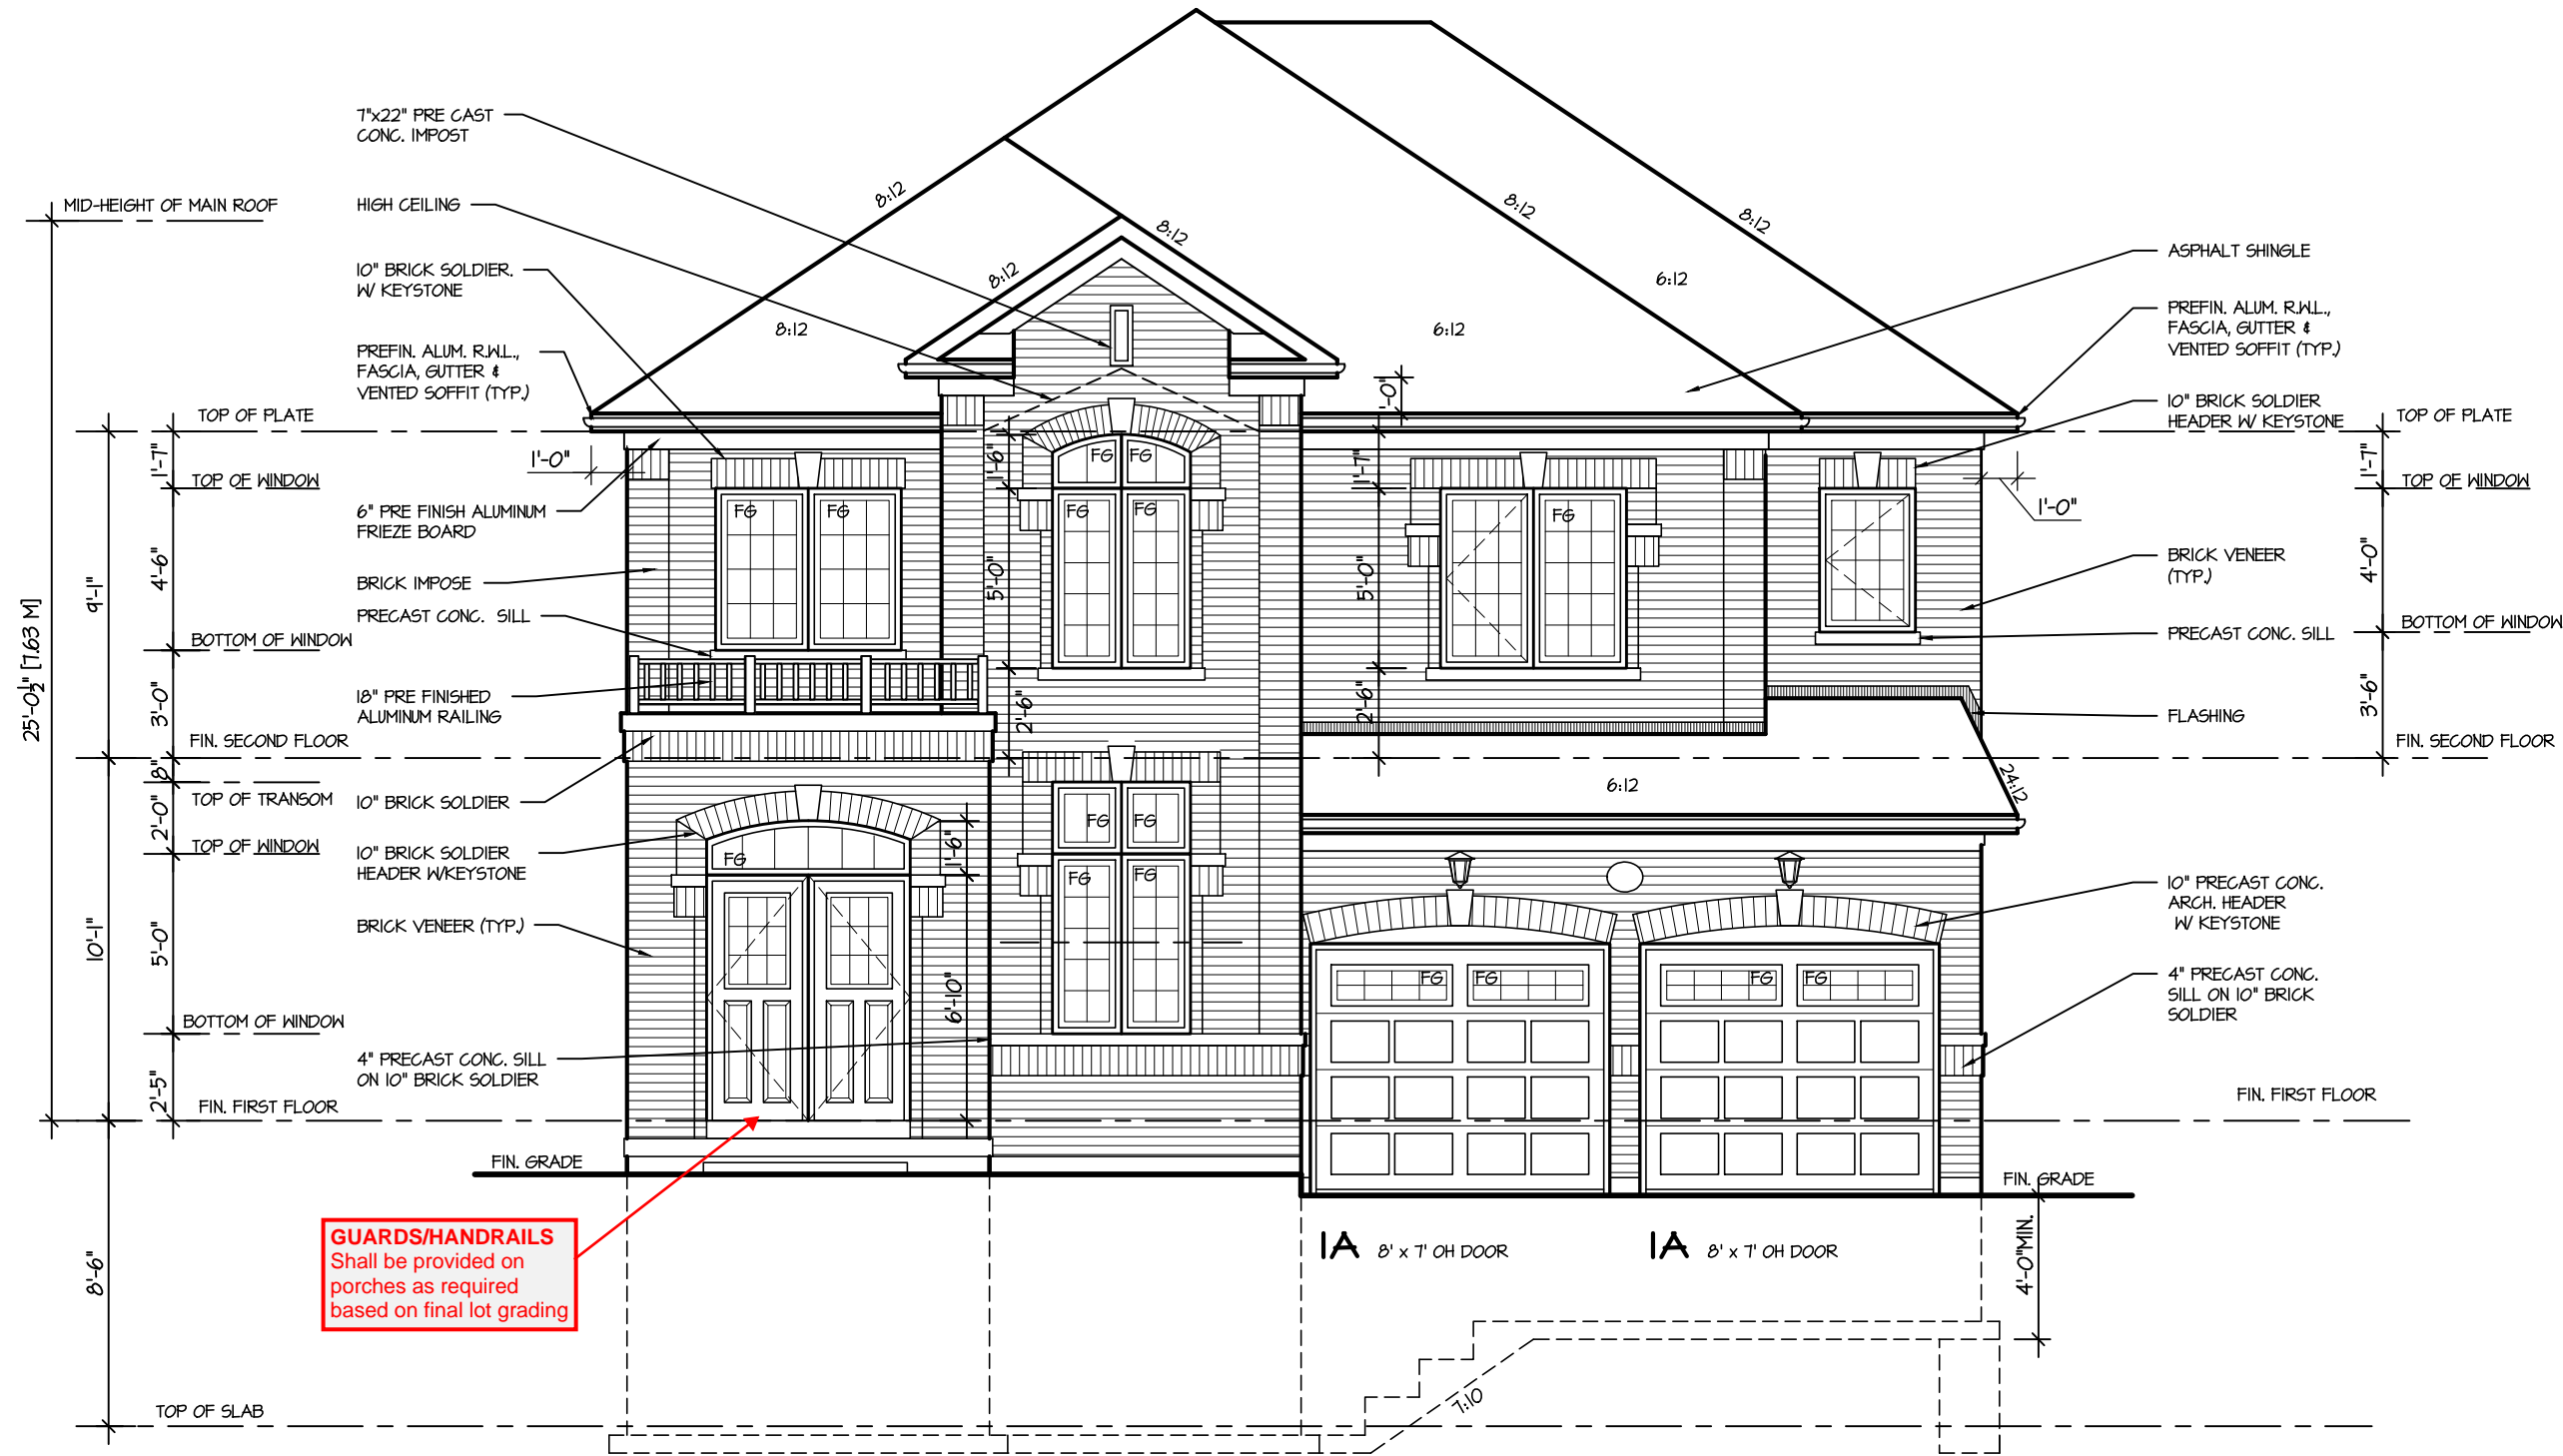 7"x22" PRE CAST
CONC. IMPOST
MID-HEIGHT OF MAIN ROOF
HIGH CEILING
10" BRICK SOLDIER.
W/ KEYSTONE
PREFIN. ALUM. R.W.L.,
FASCIA, GUTTER &
VENTED SOFFIT (TYP.)
TOP OF PLATE
TOP OF WINDOW
6" PRE FINISH ALUMINUM
FRIEZE BOARD
BRICK IMPOSE
PRECAST CONC. SILL
BOTTOM OF WINDOW
18" PRE FINISHED
ALUMINUM RAILING
FIN. SECOND FLOOR
TOP OF TRANSOM
10" BRICK SOLDIER
TOP OF WINDOW
10" BRICK SOLDIER
HEADER W/KEYSTONE
BRICK VENEER (TYP.)
BOTTOM OF WINDOW
4" PRECAST CONC. SILL
ON 10" BRICK SOLDIER
FIN. FIRST FLOOR
FIN. GRADE
GUARDS/HANDRAILS
Shall be provided on
porches as required
based on final lot grading
TOP OF SLAB
25'-0½" [7.63 M]
9'-1"
10'-1"
8'-6"
1'-7"
4'-6"
3'-0"
8"
2'-0"
5'-0"
2'-5"
8:12
8:12
8:12
8:12
8:12
8:12
6:12
6:12
1'-0"
1'-0"
1'-6"
5'-0"
2'-6"
1'-7"
5'-0"
2'-6"
FG
FG
FG
FG
FG
FG
FG
FG
FG
FG
FG
FG
1'-6"
6'-10"
6:12
24:12
FG
FG
FG
FG
1A 8' x 7' OH DOOR
1A 8' x 7' OH DOOR
7:10
4'-0"MIN.
ASPHALT SHINGLE
PREFIN. ALUM. R.W.L.,
FASCIA, GUTTER &
VENTED SOFFIT (TYP.)
10" BRICK SOLDIER
HEADER W/ KEYSTONE
TOP OF PLATE
TOP OF WINDOW
1'-0"
BRICK VENEER
(TYP.)
BOTTOM OF WINDOW
PRECAST CONC. SILL
FLASHING
FIN. SECOND FLOOR
1'-7"
4'-0"
3'-6"
10" PRECAST CONC.
ARCH. HEADER
W/ KEYSTONE
4" PRECAST CONC.
SILL ON 10" BRICK
SOLDIER
FIN. FIRST FLOOR
FIN. GRADE